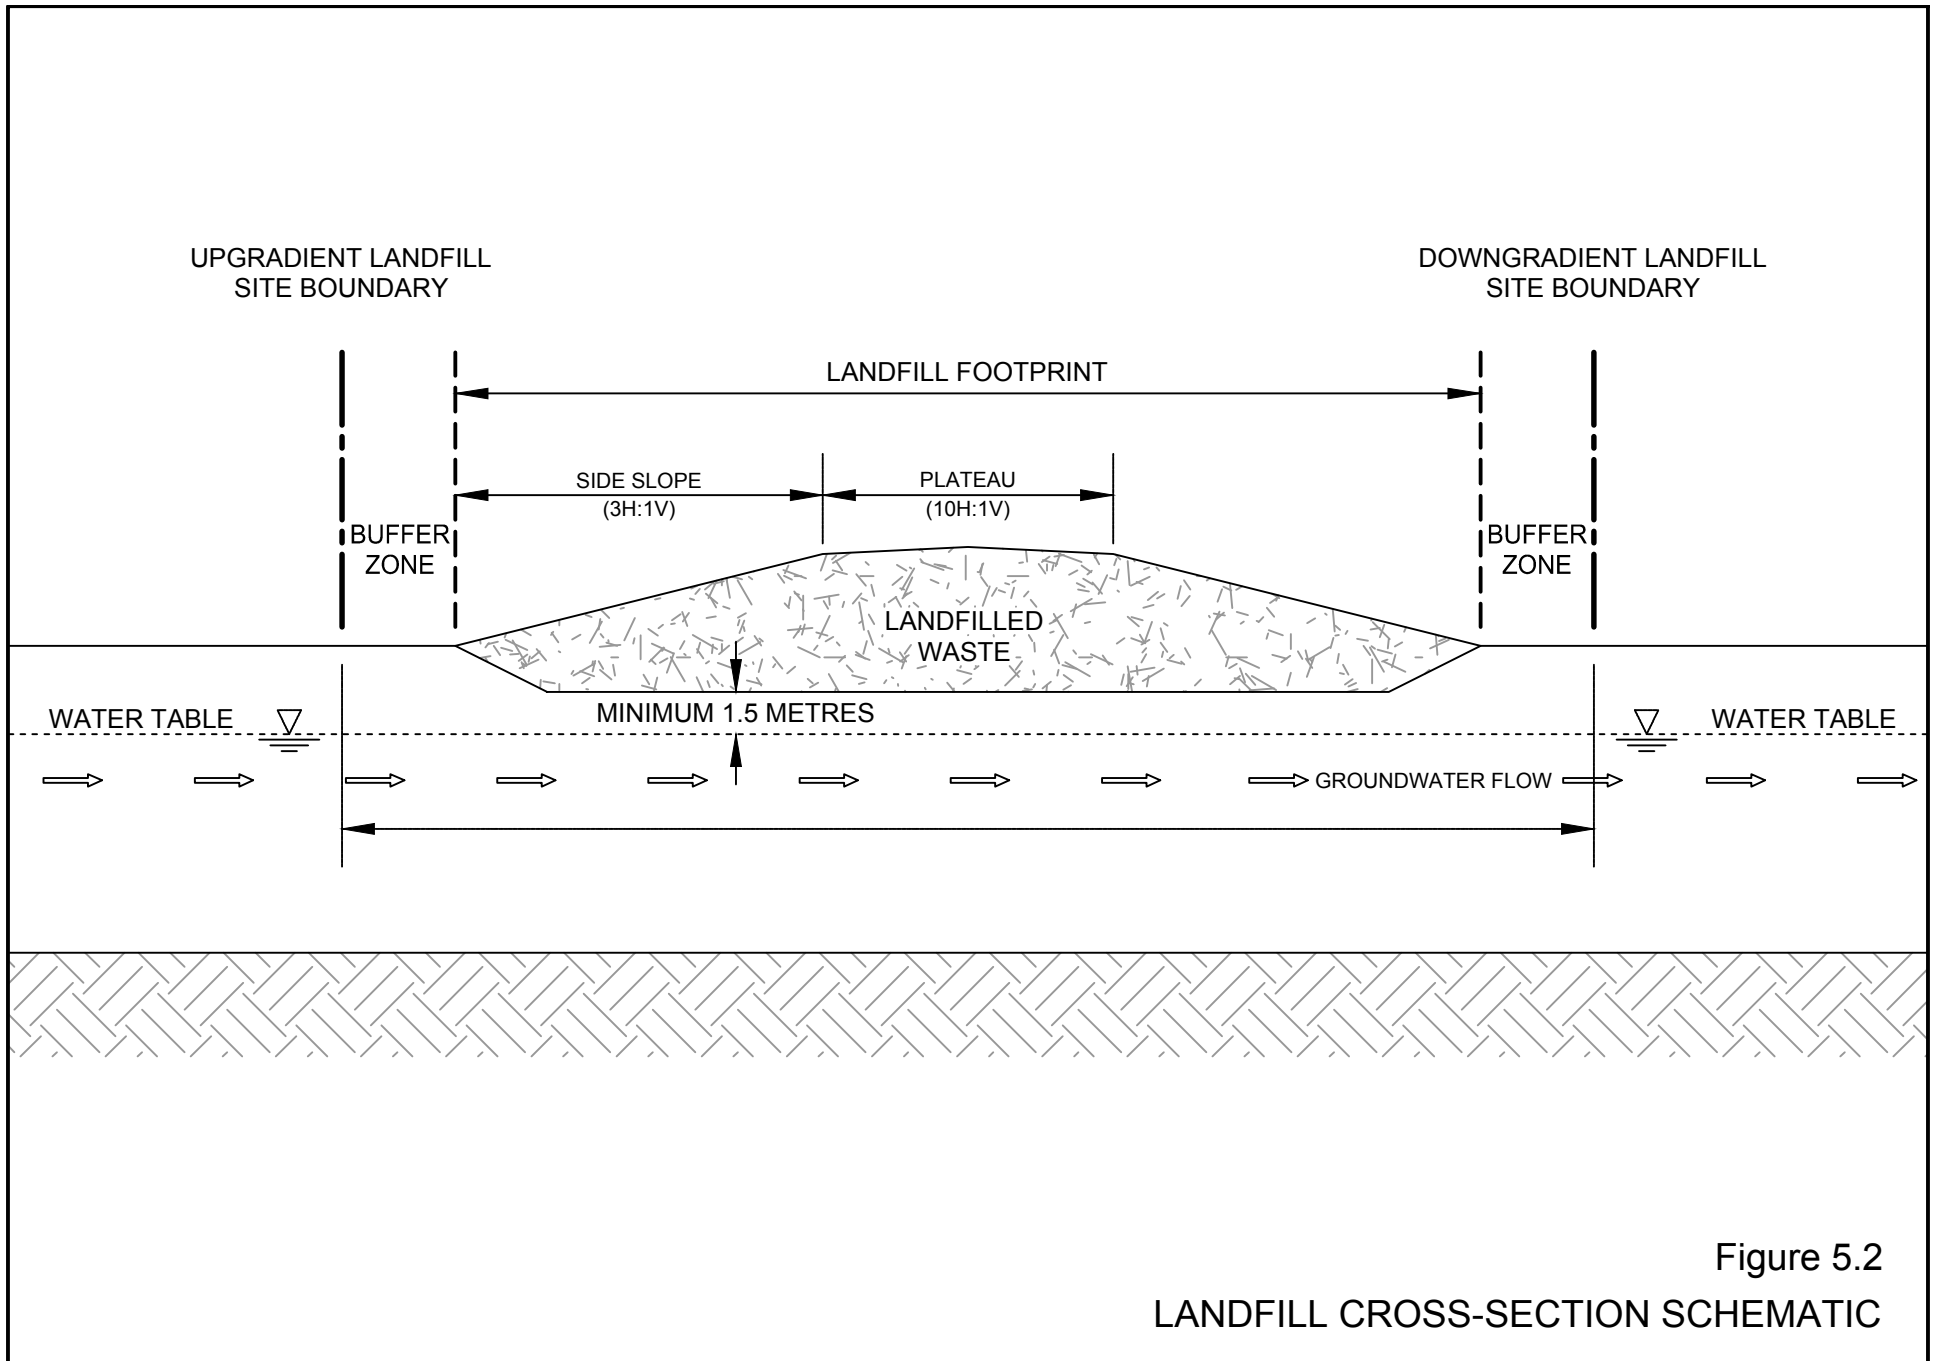 UPGRADIENT LANDFILL
SITE BOUNDARY
DOWNGRADIENT LANDFILL
SITE BOUNDARY
LANDFILL FOOTPRINT
SIDE SLOPE
(3H:1V)
PLATEAU
(10H:1V)
BUFFER
ZONE
BUFFER
ZONE
LANDFILLED
WASTE
MINIMUM 1.5 METRES
WATER TABLE
WATER TABLE
GROUNDWATER FLOW
Figure 5.2
LANDFILL CROSS-SECTION SCHEMATIC